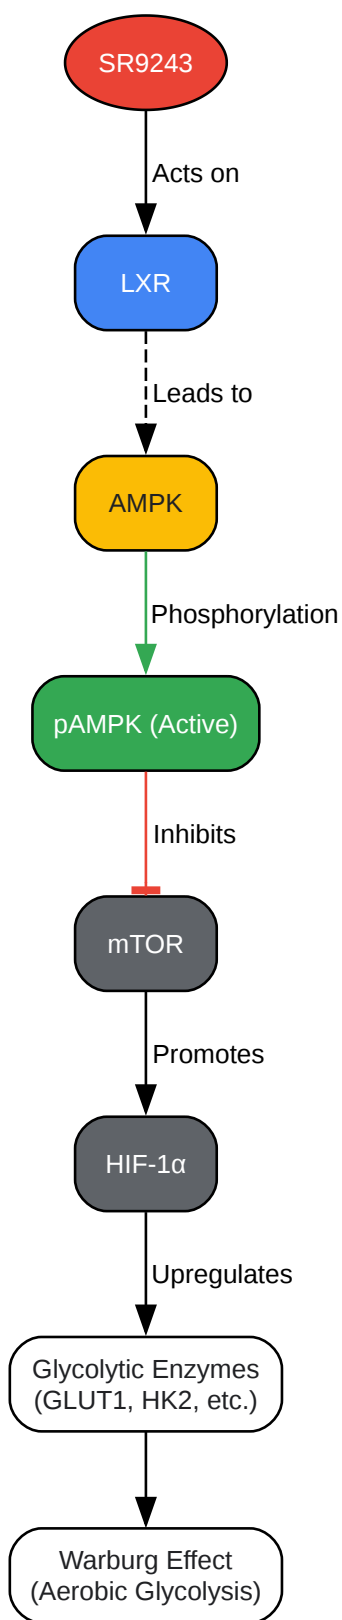 SR9243
Acts on
LXR
Leads to
AMPK
Phosphorylation
pAMPK (Active)
Inhibits
mTOR
Promotes
HIF-1α
Upregulates
Glycolytic Enzymes
(GLUT1, HK2, etc.)
Warburg Effect
(Aerobic Glycolysis)